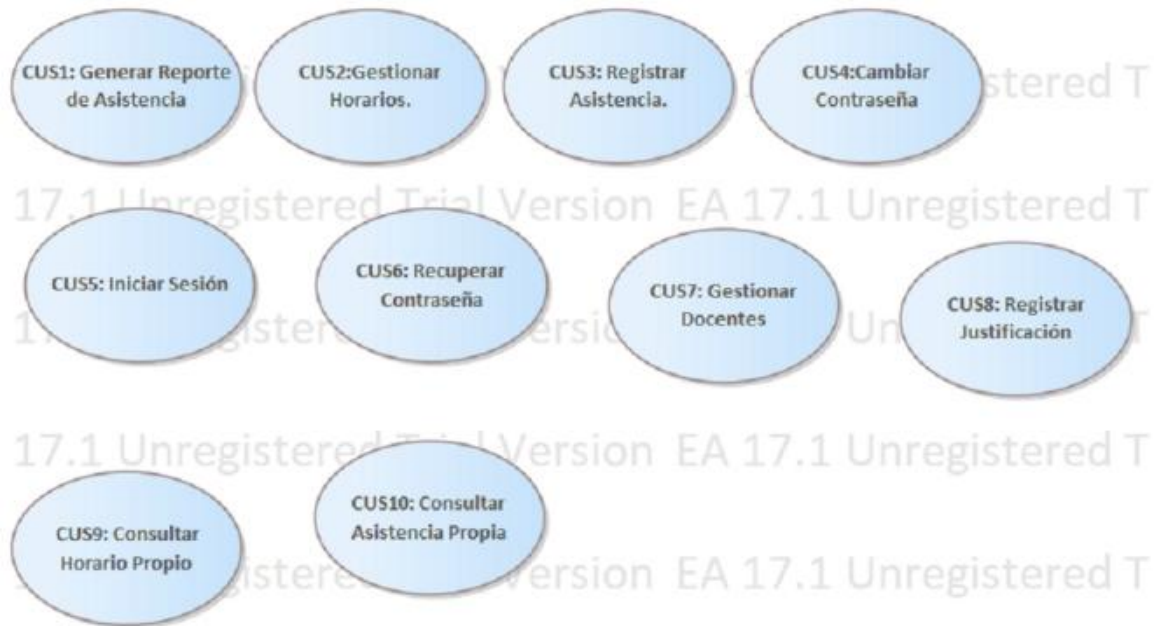 CUS1: Generar Reporte
de Asistencia
CUS2:Gestionar
Horarios.
CUS3: Registrar
Asistencia.
CUS4:Cambiar
Contraseña
stered T
17.1 Unregistered Trial Version EA 17.1 Unregistered T
CUS5: Iniciar Sesión
CUS6: Recuperar
Contraseña
CUS7: Gestionar
Docentes
CUS8: Registrar
Justificación
17.1 Unregistered Trial Version EA 17.1 Unregistered T
CUS9: Consultar
Horario Propio
CUS10: Consultar
Asistencia Propia
Version EA 17.1 Unregistered T